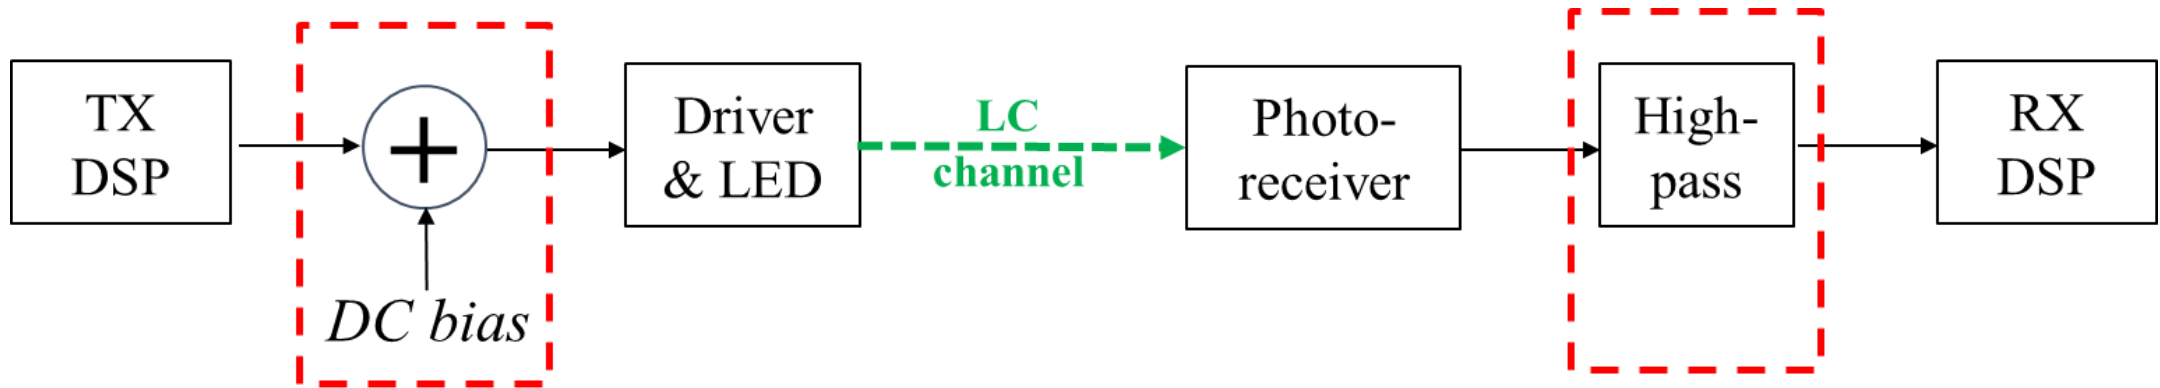 TX
DSP
+
DC bias
Driver
& LED
LC
channel
Photo-
receiver
High-
pass
RX
DSP